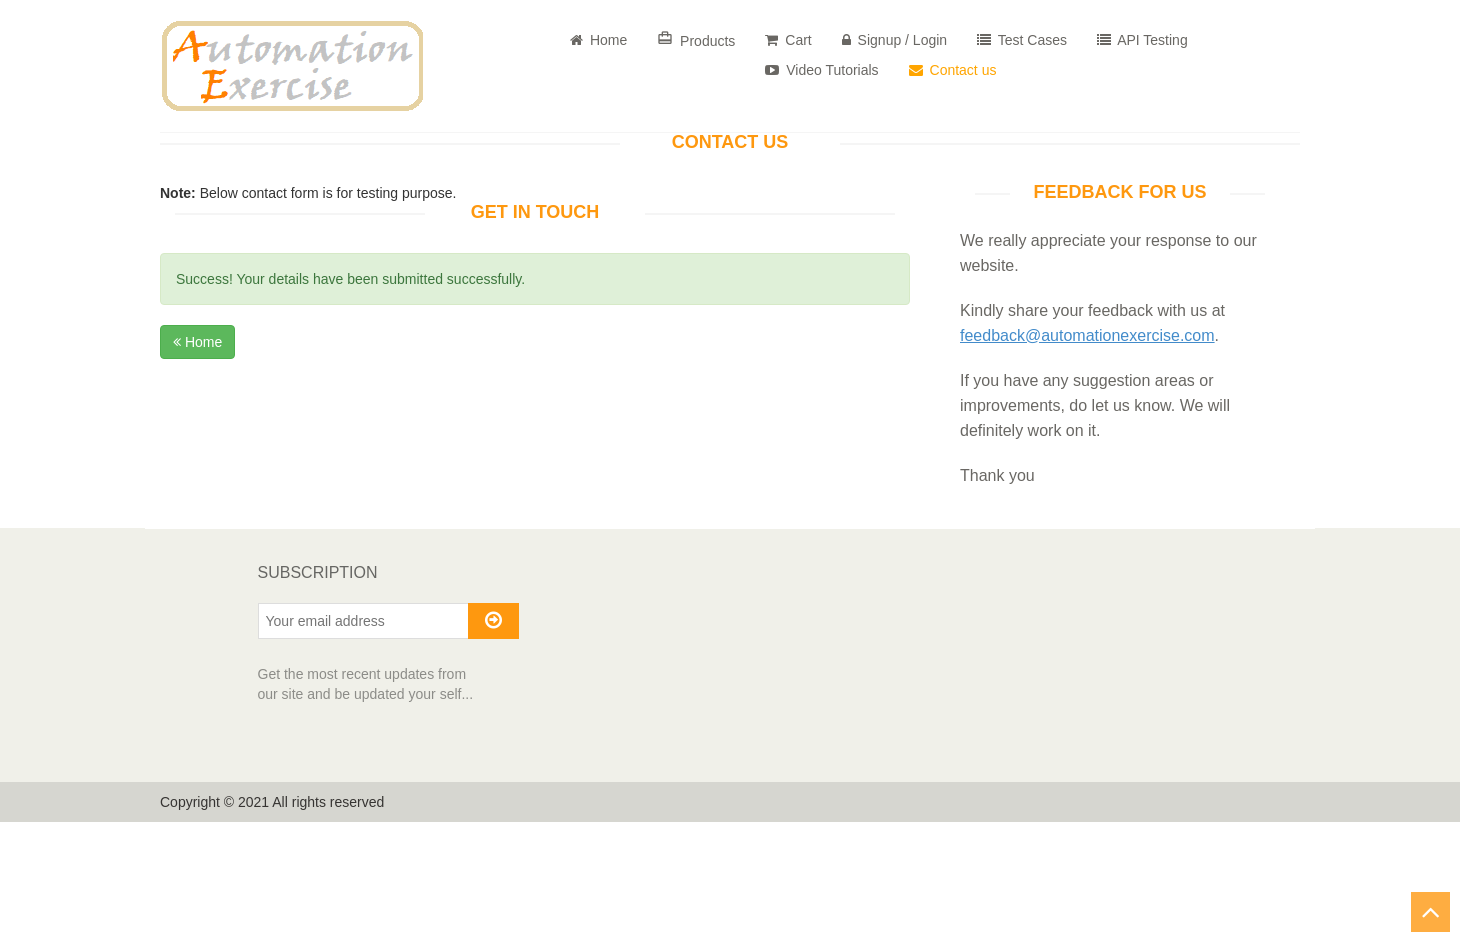 Automation
Exercise
Home
Products
Cart
Signup / Login
Test Cases
API Testing
Video Tutorials
Contact us
CONTACT US
Note: Below contact form is for testing purpose.
GET IN TOUCH
Success! Your details have been submitted successfully.
« Home
FEEDBACK FOR US
We really appreciate your response to our
website.
Kindly share your feedback with us at
feedback@automationexercise.com.
If you have any suggestion areas or
improvements, do let us know. We will
definitely work on it.
Thank you
SUBSCRIPTION
Your email address
Get the most recent updates from
our site and be updated your self...
Copyright © 2021 All rights reserved